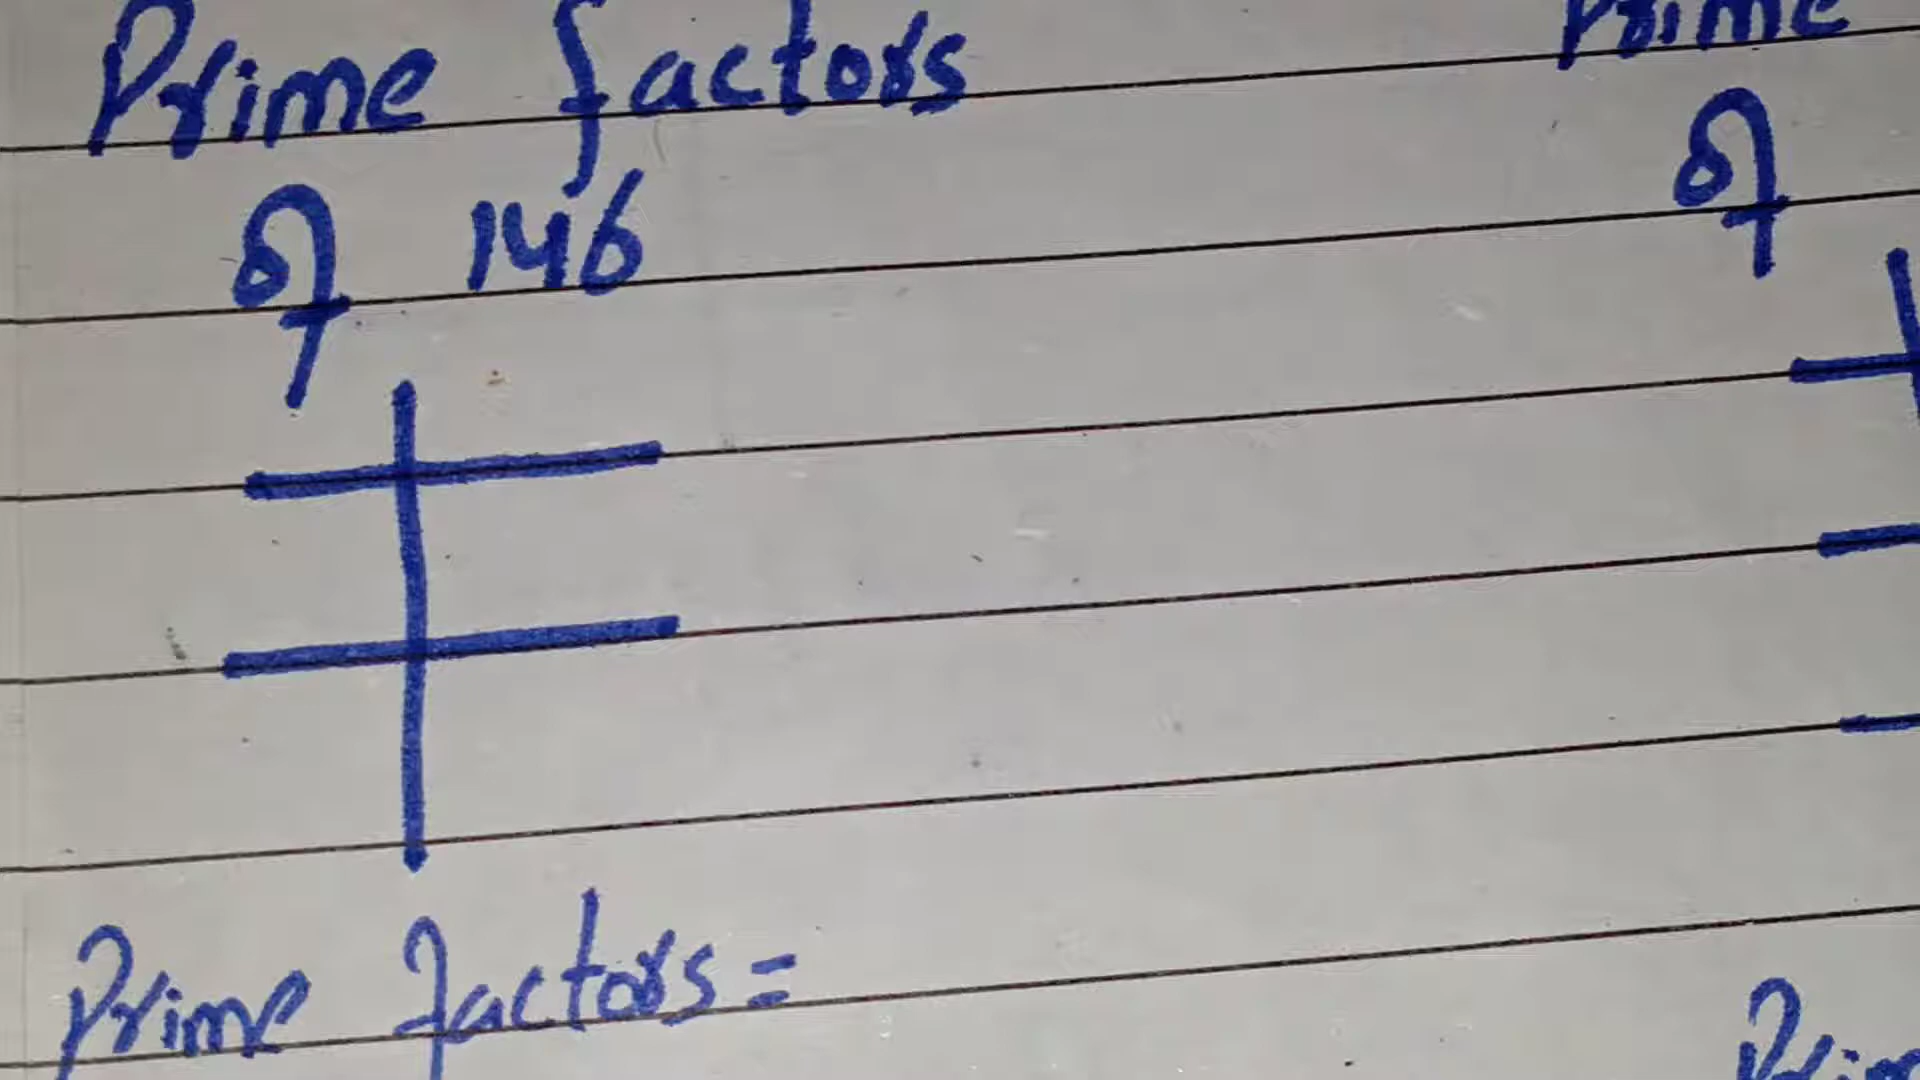 Prime factors
of 146
Prime factors =
Prime
of